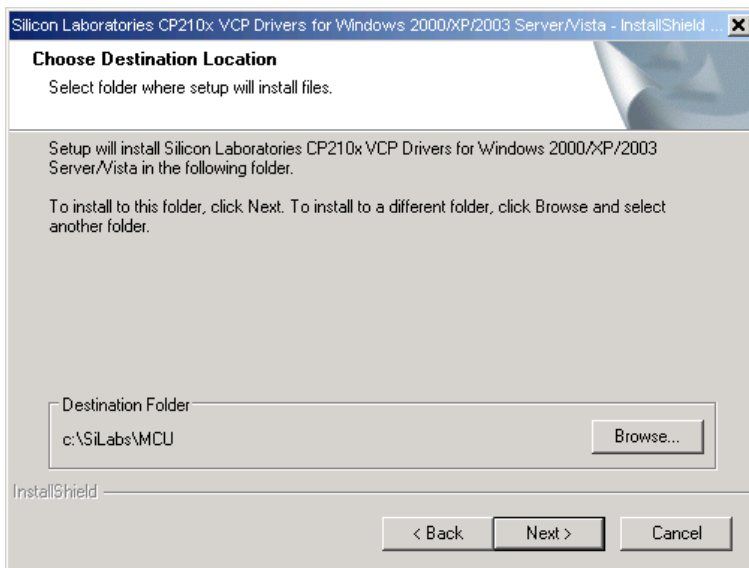 Silicon Laboratories CP210x VCP Drivers for Windows 2000/XP/2003 Server/Vista - InstallShield ...
Choose Destination Location
Select folder where setup will install files.
Setup will install Silicon Laboratories CP210x VCP Drivers for Windows 2000/XP/2003
Server/Vista in the following folder.
To install to this folder, click Next. To install to a different folder, click Browse and select
another folder.
Destination Folder
c:\SiLabs\MCU
Browse...
InstallShield
< Back
Next >
Cancel